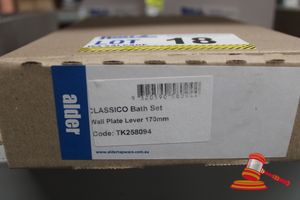 LOT 18
alder
CLASSICO Bath Set
Wall Plate Lever 170mm
Code: TK258094
www.aldertapware.com.au